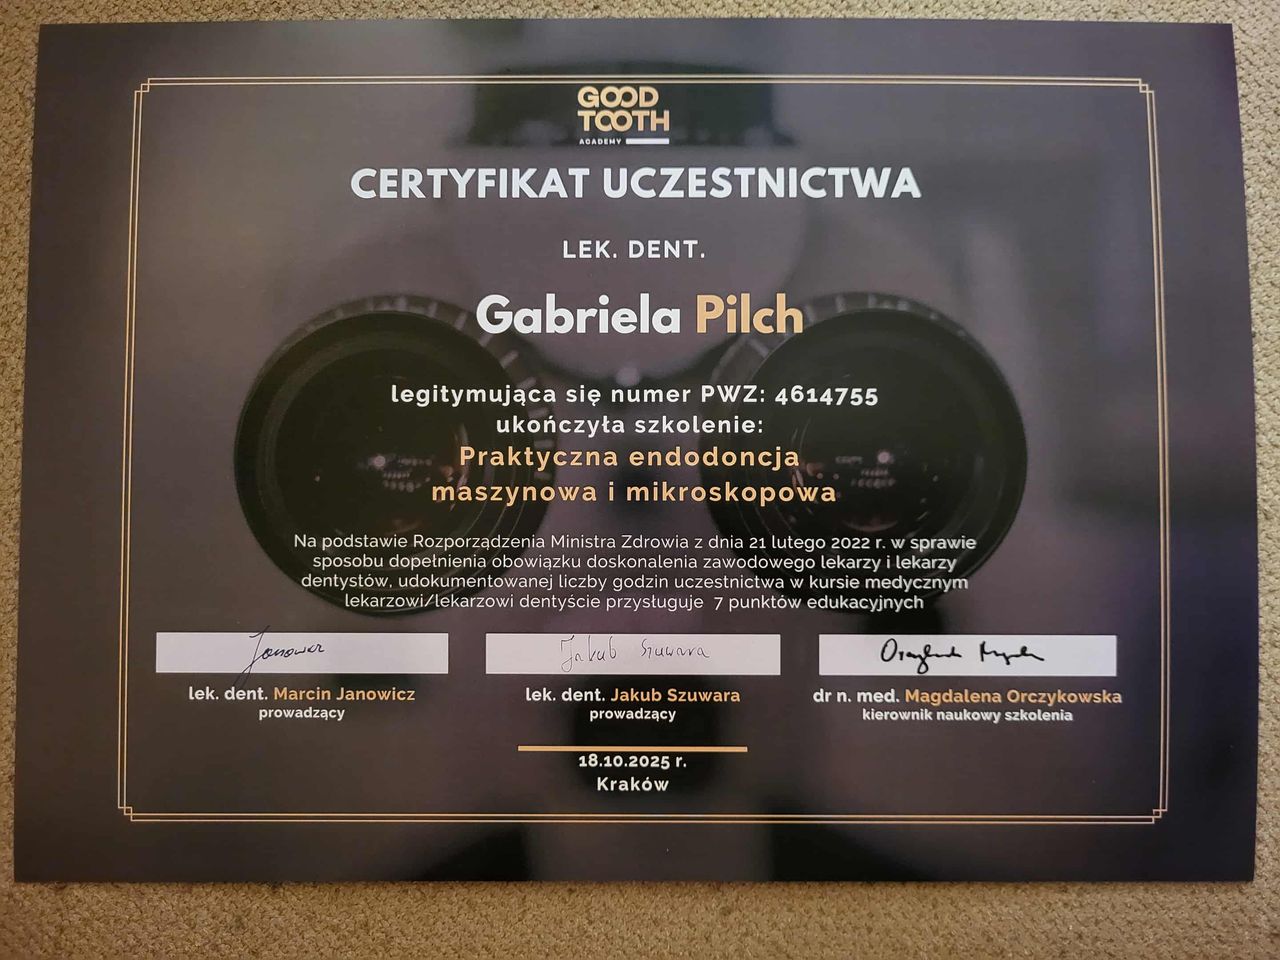 GOOD
TOOTH
ACADEMY
CERTYFIKAT UCZESTNICTWA
LEK. DENT.
Gabriela Pilch
legitymująca się numer PWZ: 4614755
ukończyła szkolenie:
Praktyczna endodoncja
maszynowa i mikroskopowa
Na podstawie Rozporządzenia Ministra Zdrowia z dnia 21 lutego 2022 r. w sprawie
sposobu dopełnienia obowiązku doskonalenia zawodowego lekarzy i lekarzy
dentystów, udokumentowanej liczby godzin uczestnictwa w kursie medycznym
lekarzowi/lekarzowi dentyście przysługuje 7 punktów edukacyjnych
Jakub Szuwara
lek. dent. Marcin Janowicz
prowadzący
lek. dent. Jakub Szuwara
prowadzący
dr n. med. Magdalena Orczykowska
kierownik naukowy szkolenia
18.10.2025 r.
Kraków